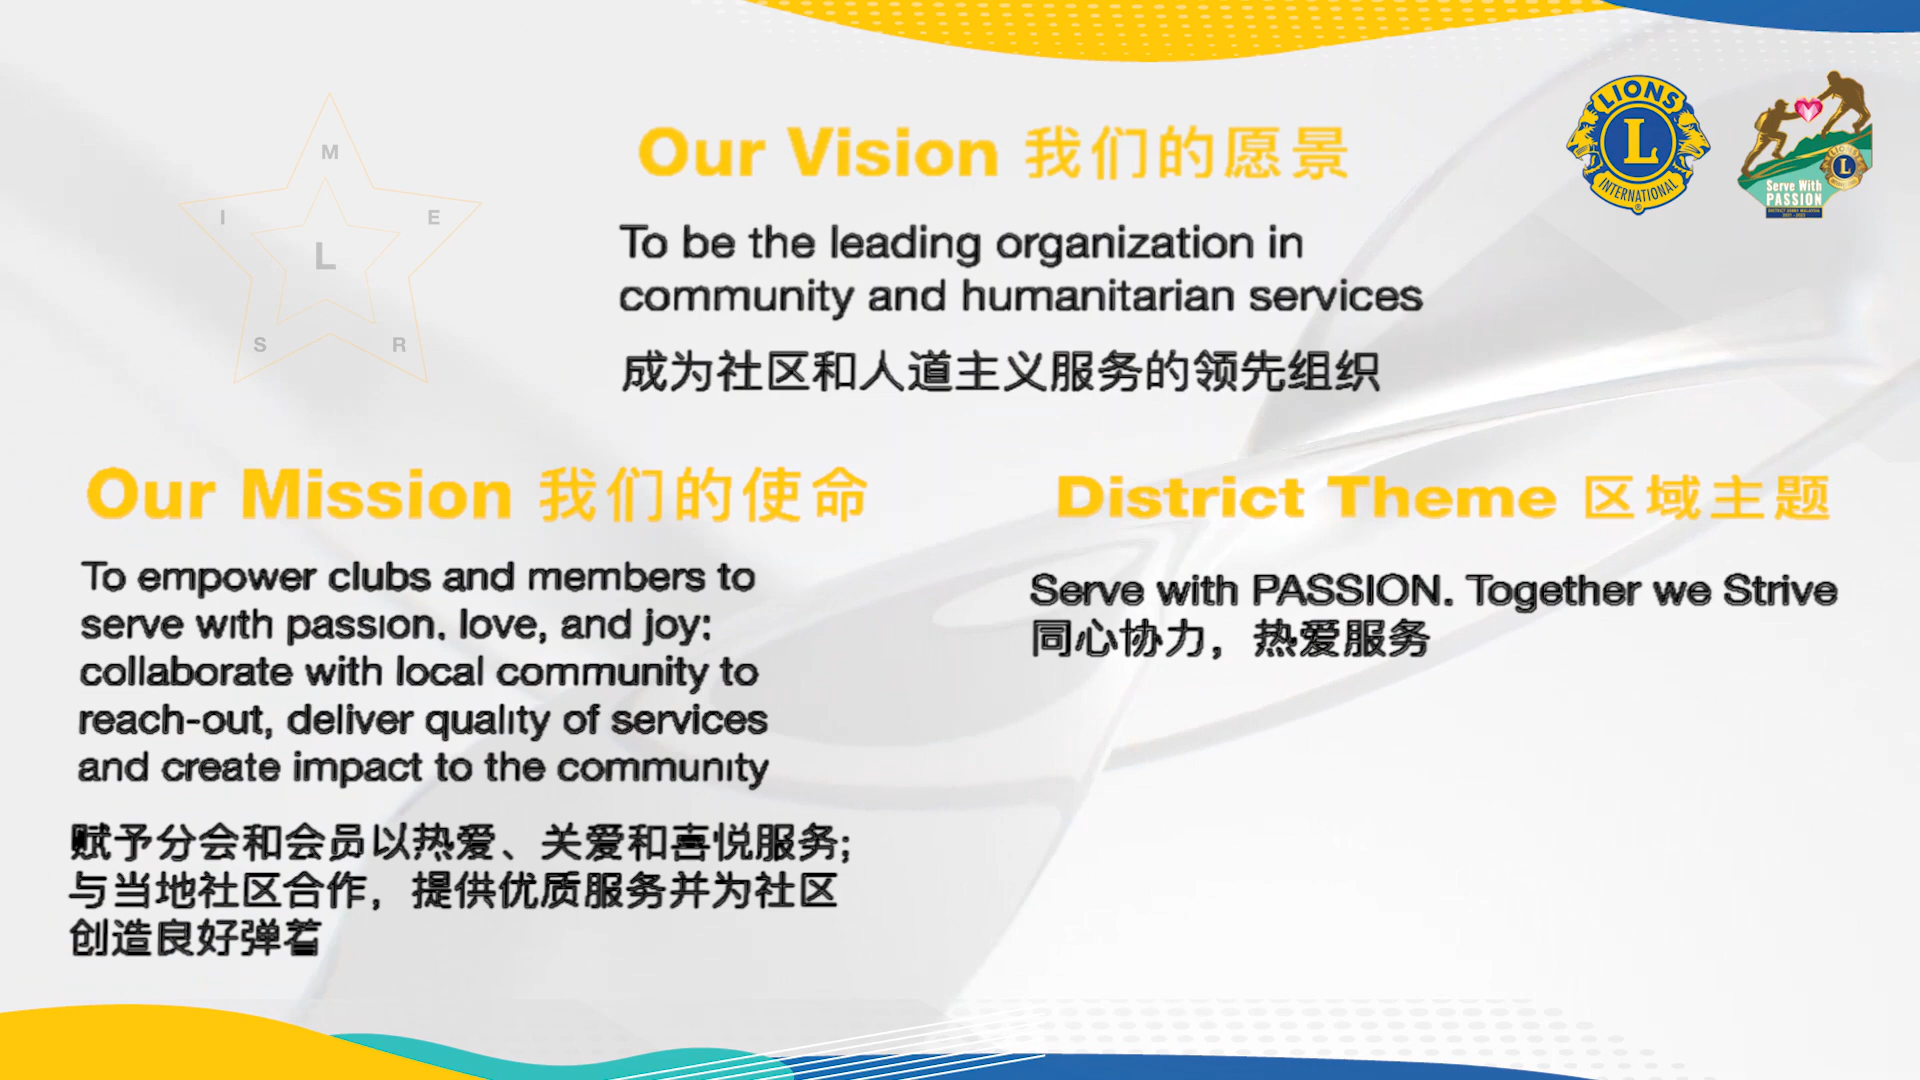 LIONS
L
INTERNATIONAL
Serve With
PASSION
M
I
E
L
S
R
Our Vision 我们的愿景
To be the leading organization in
community and humanitarian services
成为社区和人道主义服务的领先组织
Our Mission 我们的使命
To empower clubs and members to
serve with passion, love, and joy;
collaborate with local community to
reach-out, deliver quality of services
and create impact to the community
赋予分会和会员以热爱、关爱和喜悦服务;
与当地社区合作，提供优质服务并为社区
创造良好弹着
District Theme 区域主题
Serve with PASSION. Together we Strive
同心协力，热爱服务